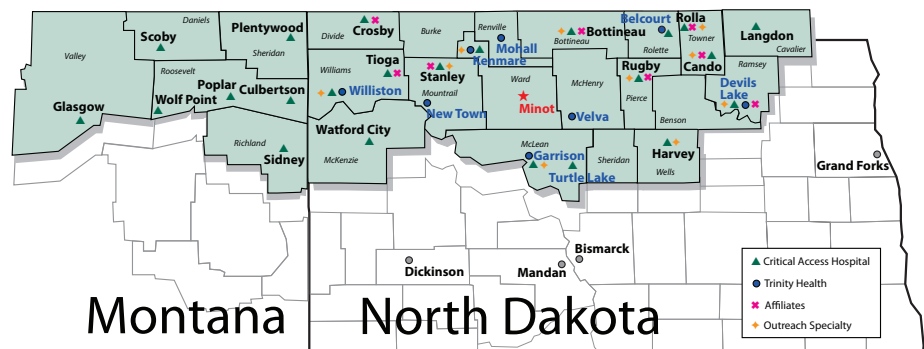 Daniels
Plentywood
Scoby
Valley
Sheridan
Roosevelt
Poplar
Culbertson
Wolf Point
Glasgow
Richland
Sidney
Divide
Crosby
Burke
Renville
Mohall
Kenmare
Bottineau
Bottineau
Belcourt
Rolla
Rolette
Towner
Cando
Langdon
Cavalier
Tioga
Williams
Williston
Stanley
Mountrail
New Town
Ward
Minot
McHenry
Velva
Rugby
Pierce
Ramsey
Devils
Lake
Benson
Watford City
McKenzie
McLean
Garrison
Turtle Lake
Sheridan
Harvey
Wells
Grand Forks
Bismarck
Dickinson
Mandan
Critical Access Hospital
Trinity Health
Affiliates
Outreach Specialty
Montana
North Dakota